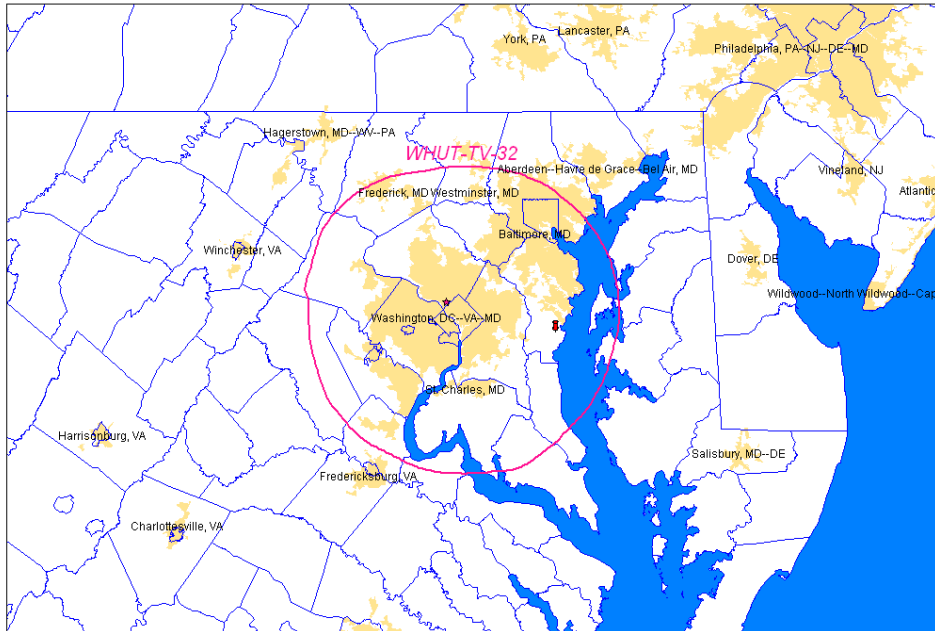 Lancaster, PA
York, PA
Philadelphia, PA--NJ--DE--MD
Hagerstown, MD--WV--PA
WHUT-TV-32
Aberdeen--Havre de Grace--Bel Air, MD
Vineland, NJ
Frederick, MD
Westminster, MD
Atlantic
Baltimore, MD
Winchester, VA
Dover, DE
Wildwood--North Wildwood--Cap
Washington, DC--VA--MD
St. Charles, MD
Harrisonburg, VA
Salisbury, MD--DE
Fredericksburg, VA
Charlottesville, VA